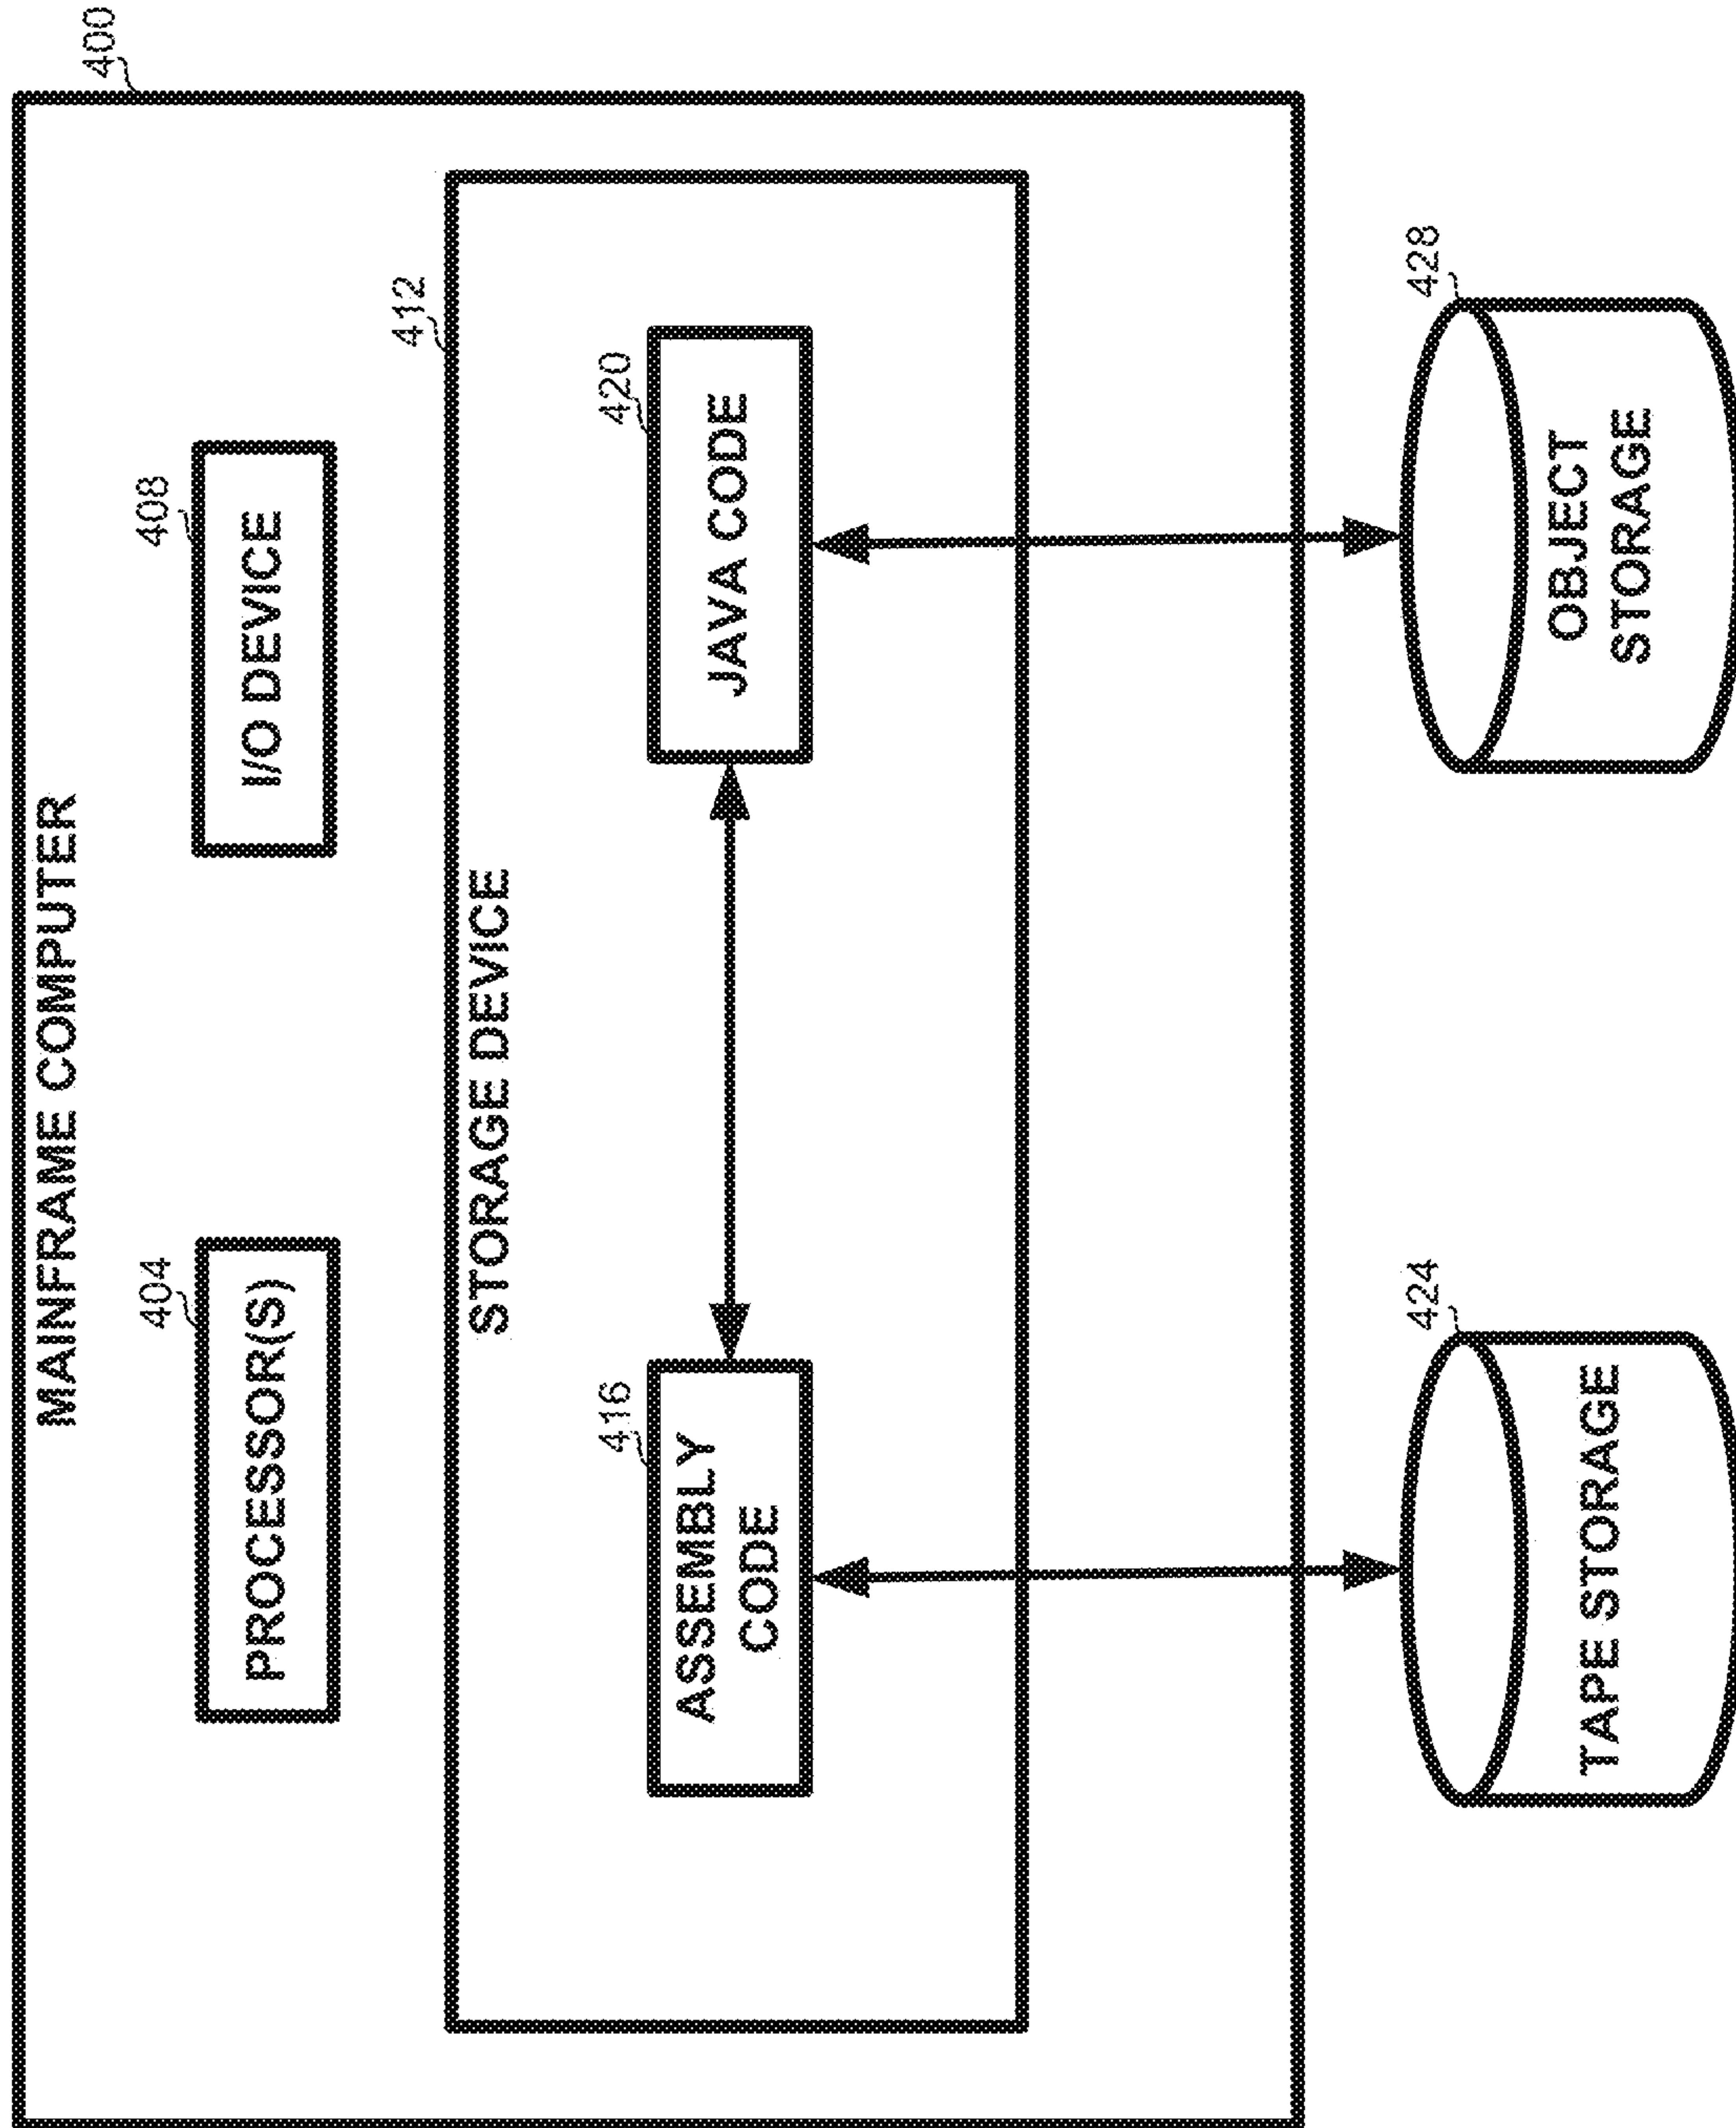 400
MAINFRAME COMPUTER
404
PROCESSOR(S)
408
I/O DEVICE
412
STORAGE DEVICE
416
ASSEMBLY
CODE
420
JAVA CODE
424
TAPE STORAGE
428
OBJECT
STORAGE